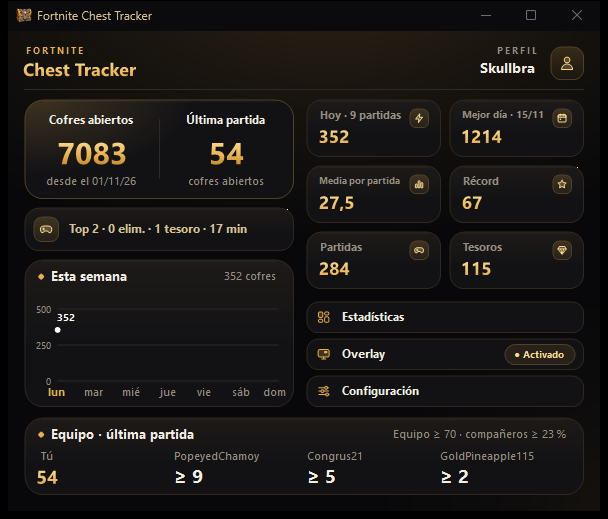 Fortnite Chest Tracker
FORTNITE
Chest Tracker
PERFIL
Skullbra
Cofres abiertos
7083
desde el 01/11/26
Última partida
54
cofres abiertos
Top 2 · 0 elim. · 1 tesoro · 17 min
Hoy · 9 partidas
352
Mejor día · 15/11
1214
Media por partida
27,5
Récord
67
Partidas
284
Tesoros
115
Esta semana
352 cofres
500
352
250
0
lun mar mié jue vie sáb dom
Estadísticas
Overlay
Activado
Configuración
Equipo · última partida
Equipo ≥ 70 · compañeros ≥ 23 %
Tú PopeyedChamoy Congrus21 GoldPineapple115
54 ≥ 9 ≥ 5 ≥ 2